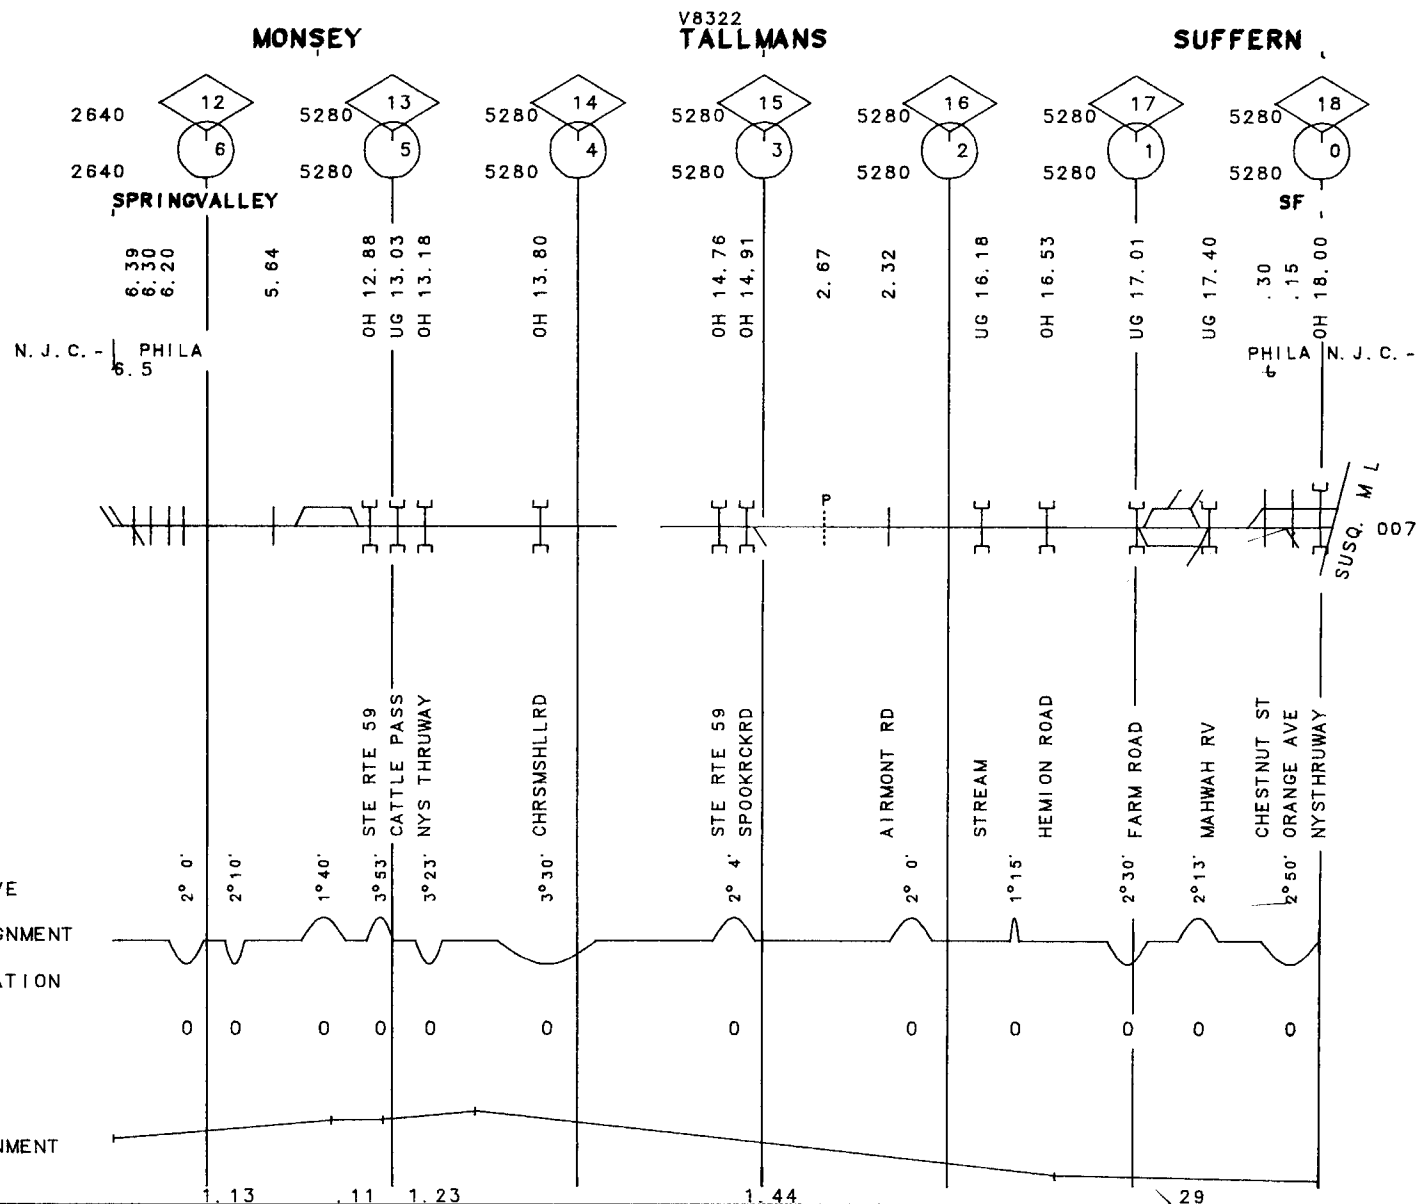 V8322
MONSEY TALLMANS SUFFERN
12 13 14 15 16 17 18
2640 5280 5280 5280 5280 5280 5280
6 5 4 3 2 1 0
2640 5280 5280 5280 5280 5280 5280
SPRINGVALLEY SF
6.39
6.30
6.20
5.64
OH 12.88
UG 13.03
OH 13.18
OH 13.80
OH 14.76
OH 14.91
2.67
2.32
UG 16.18
OH 16.53
UG 17.01
UG 17.40
.30
.15
OH 18.00
N.J.C.- PHILA PHILA N.J.C.-
6.5 6
P
SUSQ. M L
007
STE RTE 59
CATTLE PASS
NYS THRUWAY
CHRSMSHLLRD
STE RTE 59
SPOOKRCKRD
AIRMONT RD
STREAM
HEMION ROAD
FARM ROAD
MAHWAH RV
CHESTNUT ST
ORANGE AVE
NYSTHRUWAY
2° 0' 2°10' 1°40' 3°53' 3°23' 3°30' 2° 4' 2° 0' 1°15' 2°30' 2°13' 2°50'
VE
GNMENT
ATION
0 0 0 0 0 0 0 0 0 0 0 0
NMENT
1.13 .11 1.23 1.44 .29